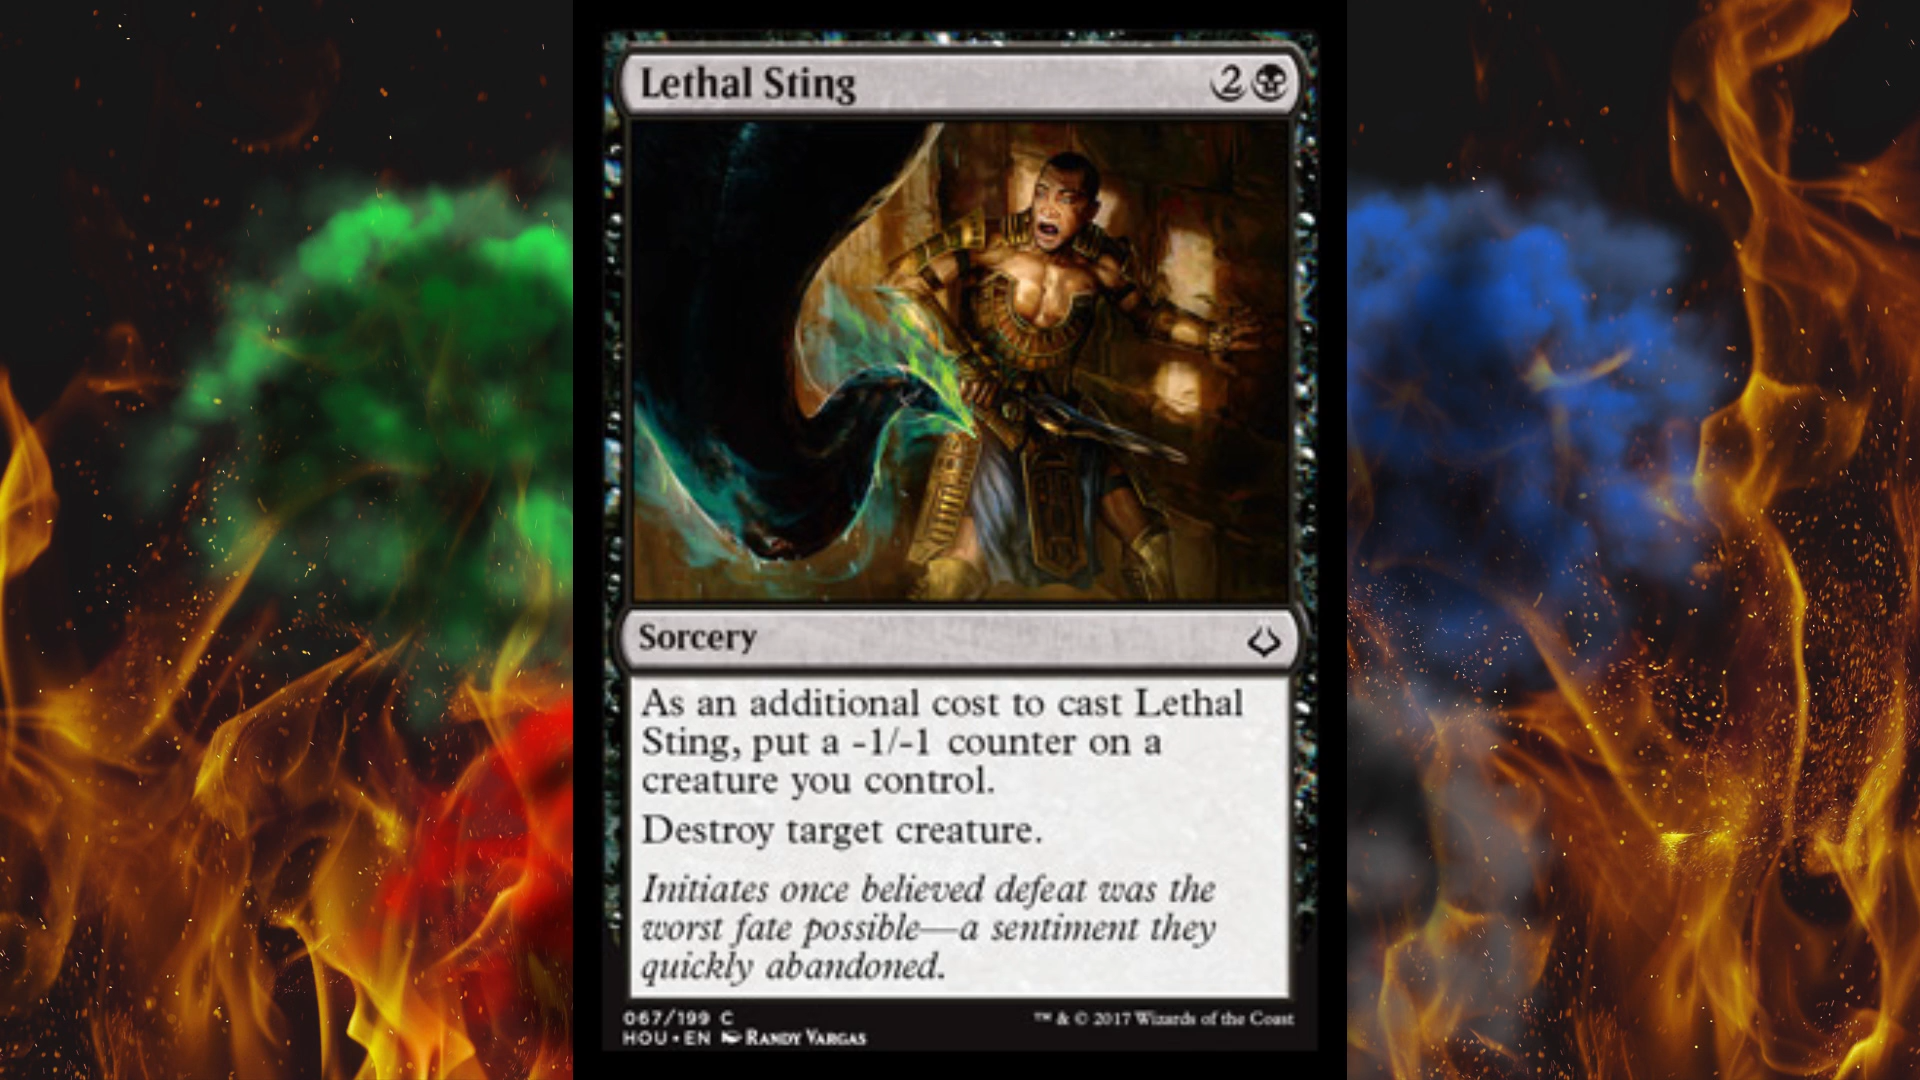 Lethal Sting 2
Sorcery
As an additional cost to cast Lethal
Sting, put a -1/-1 counter on a
creature you control.
Destroy target creature.
Initiates once believed defeat was the
worst fate possible—a sentiment they
quickly abandoned.
067/199 C
HOU • EN Randy Vargas
™ & © 2017 Wizards of the Coast